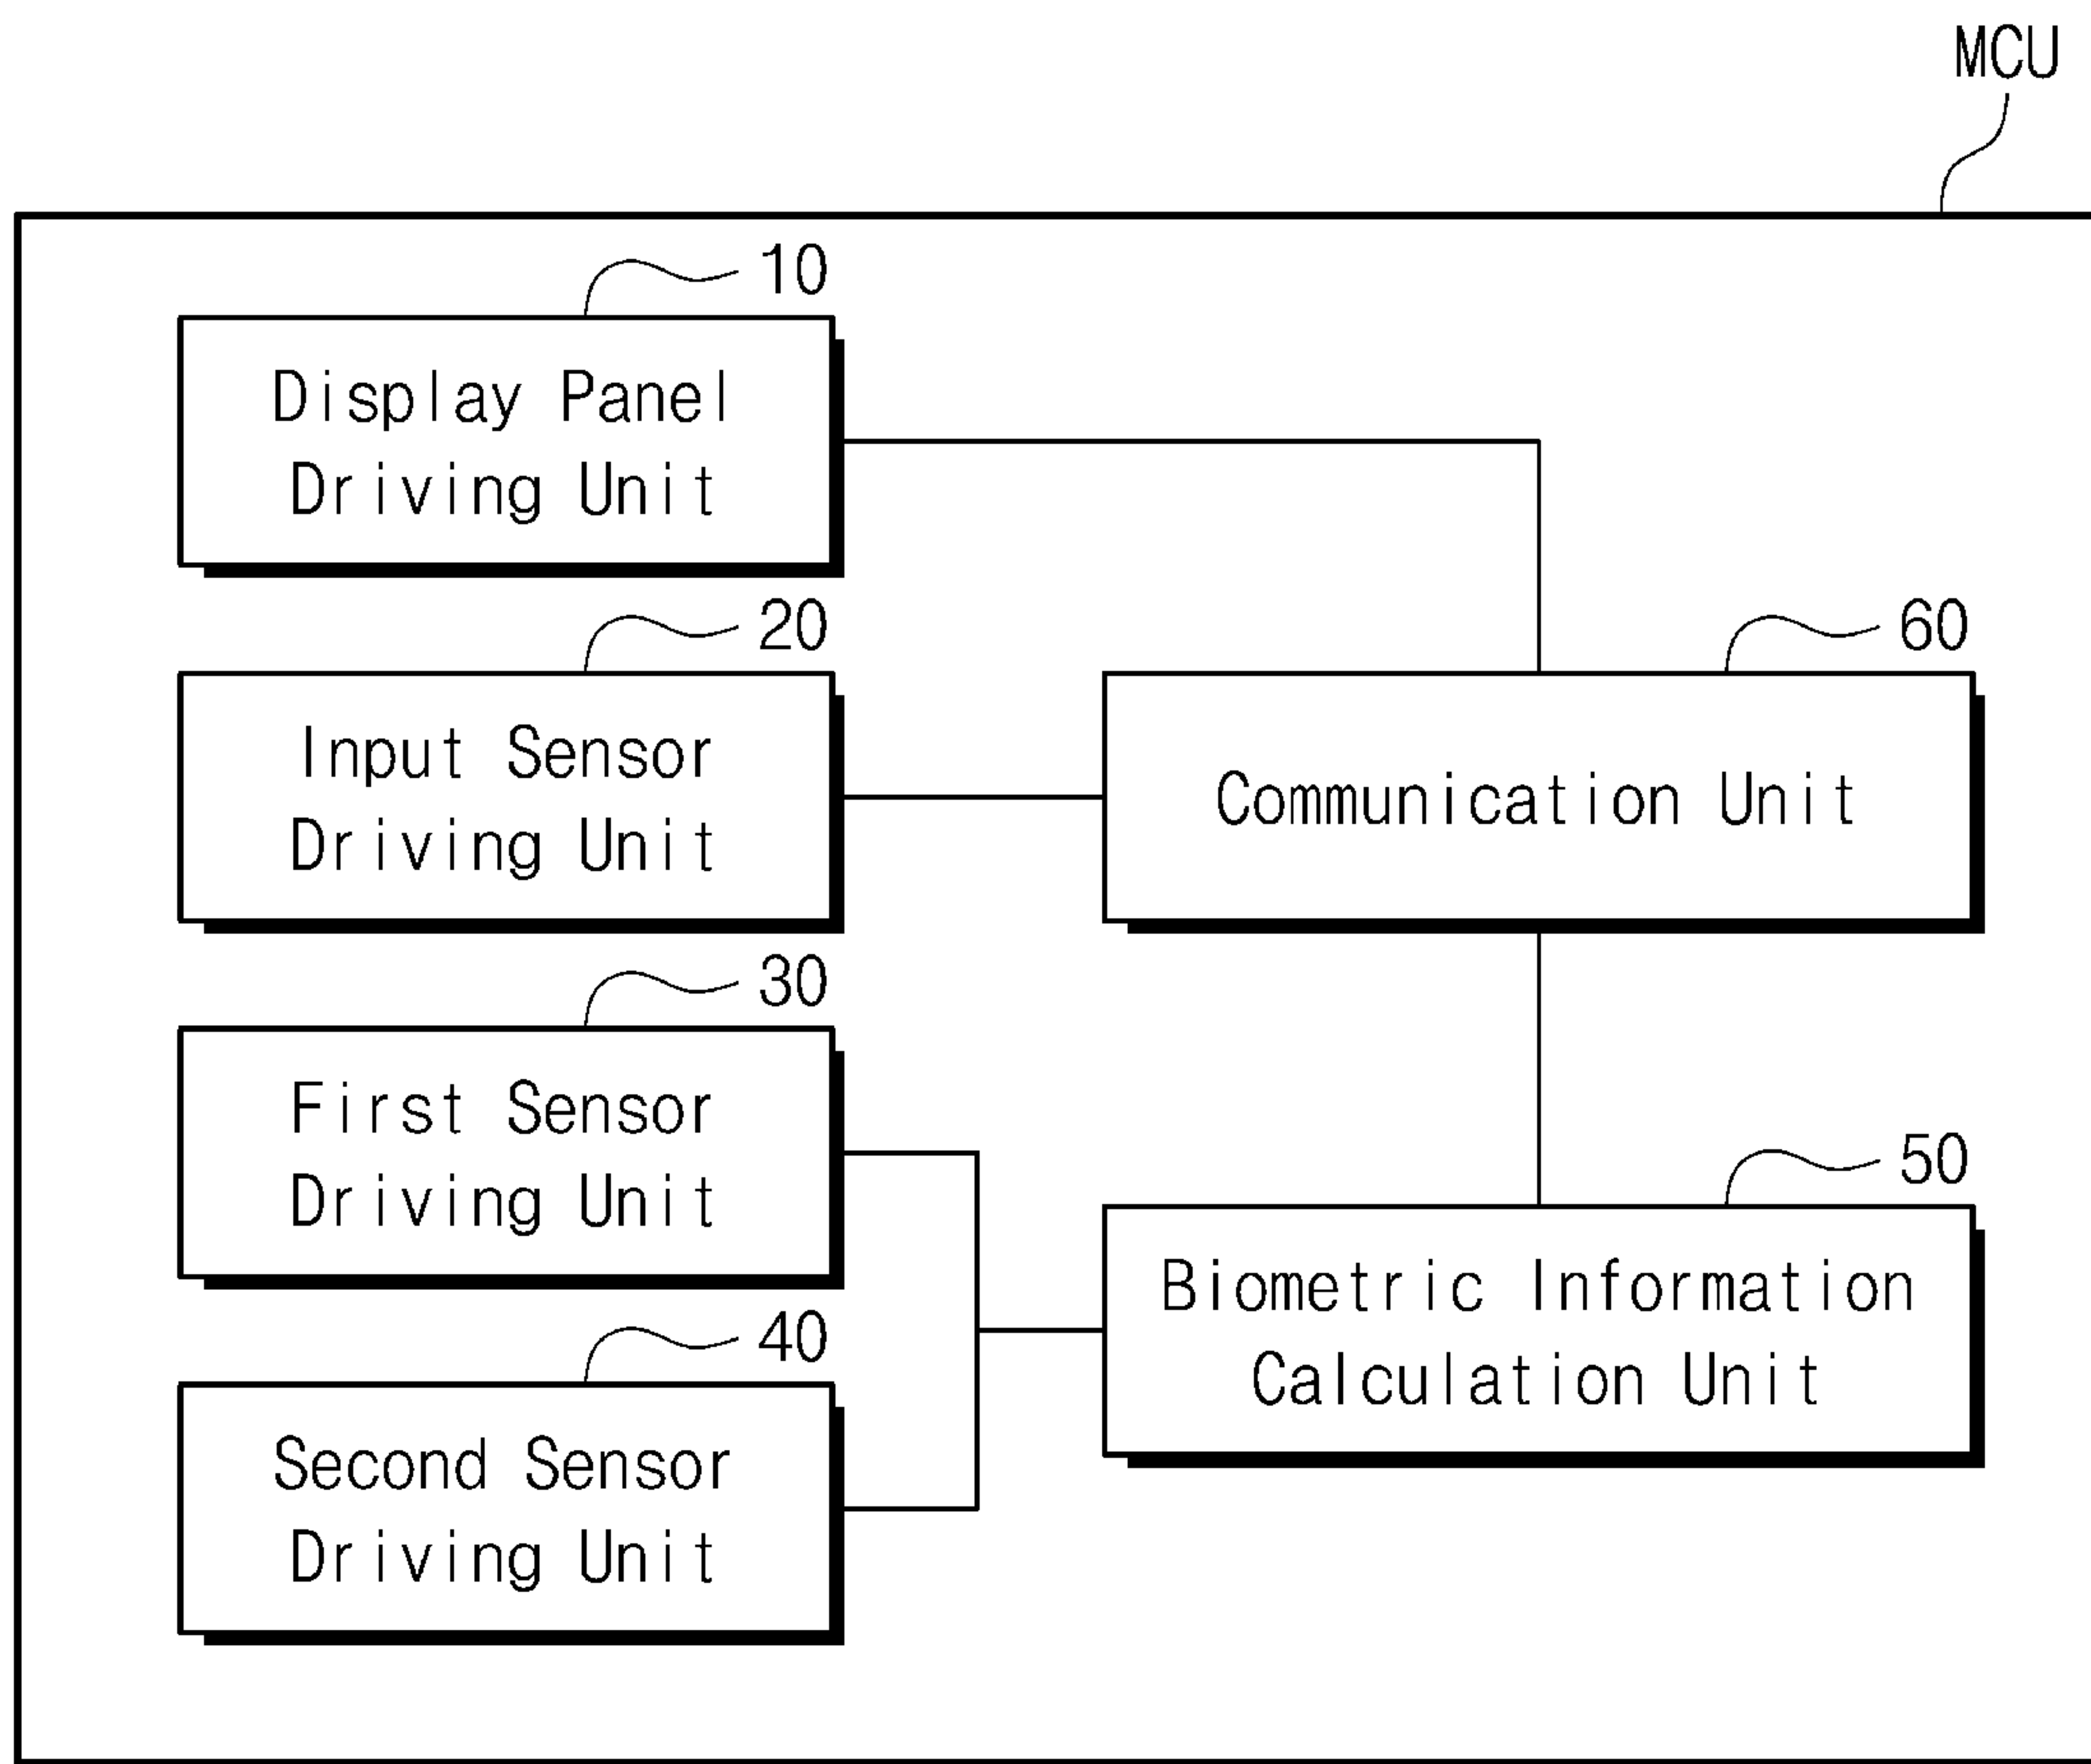 MCU
10
Display Panel
Driving Unit
20
Input Sensor
Driving Unit
60
Communication Unit
30
First Sensor
Driving Unit
50
Biometric Information
Calculation Unit
40
Second Sensor
Driving Unit